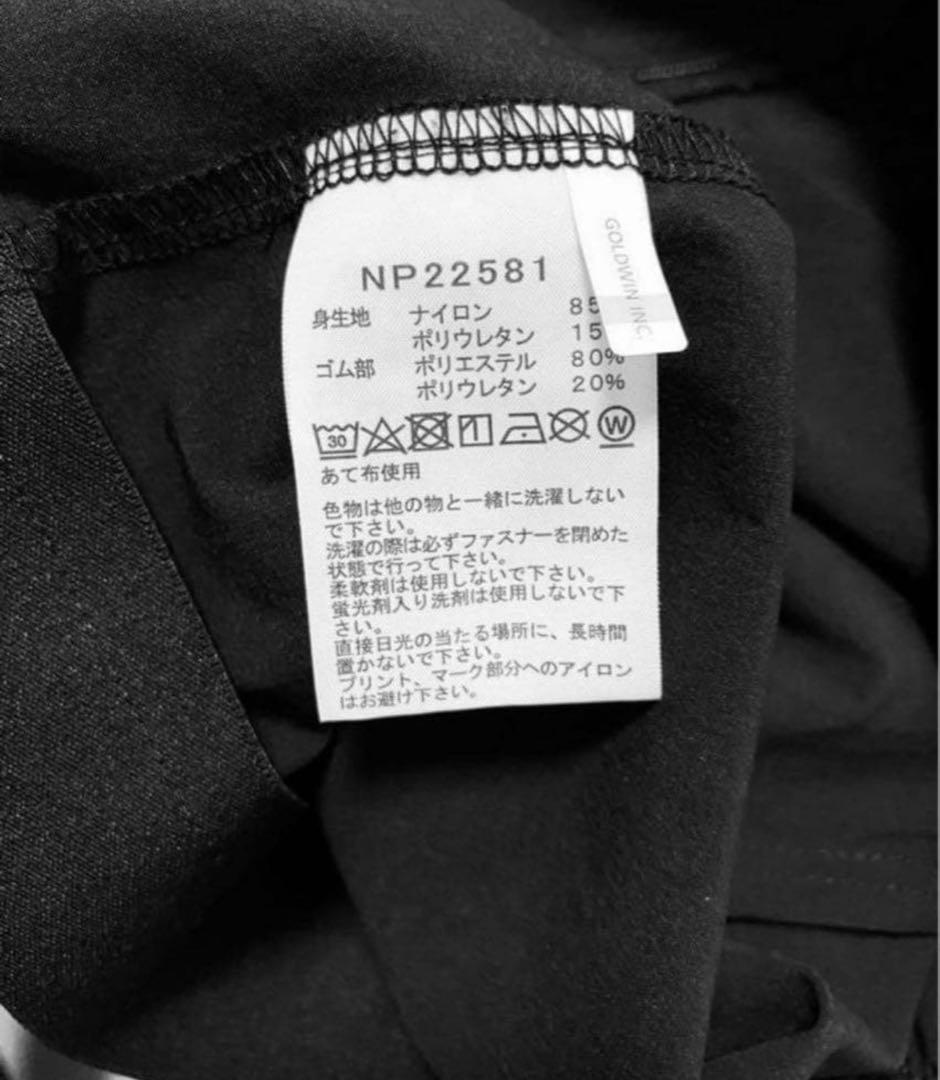 NP22581
身生地 ナイロン 85
ポリウレタン 15
ゴム部 ポリエステル 80%
ポリウレタン 20%
30 W
あて布使用
色物は他の物と一緒に洗濯しない
で下さい。
洗濯の際は必ずファスナーを閉めた
状態で行って下さい。
柔軟剤は使用しないで下さい。
蛍光剤入り洗剤は使用しないで下
さい。
直接日光の当たる場所に、長時間
置かないで下さい。
プリント、マーク部分へのアイロン
はお避け下さい。
GOLDWIN INC.